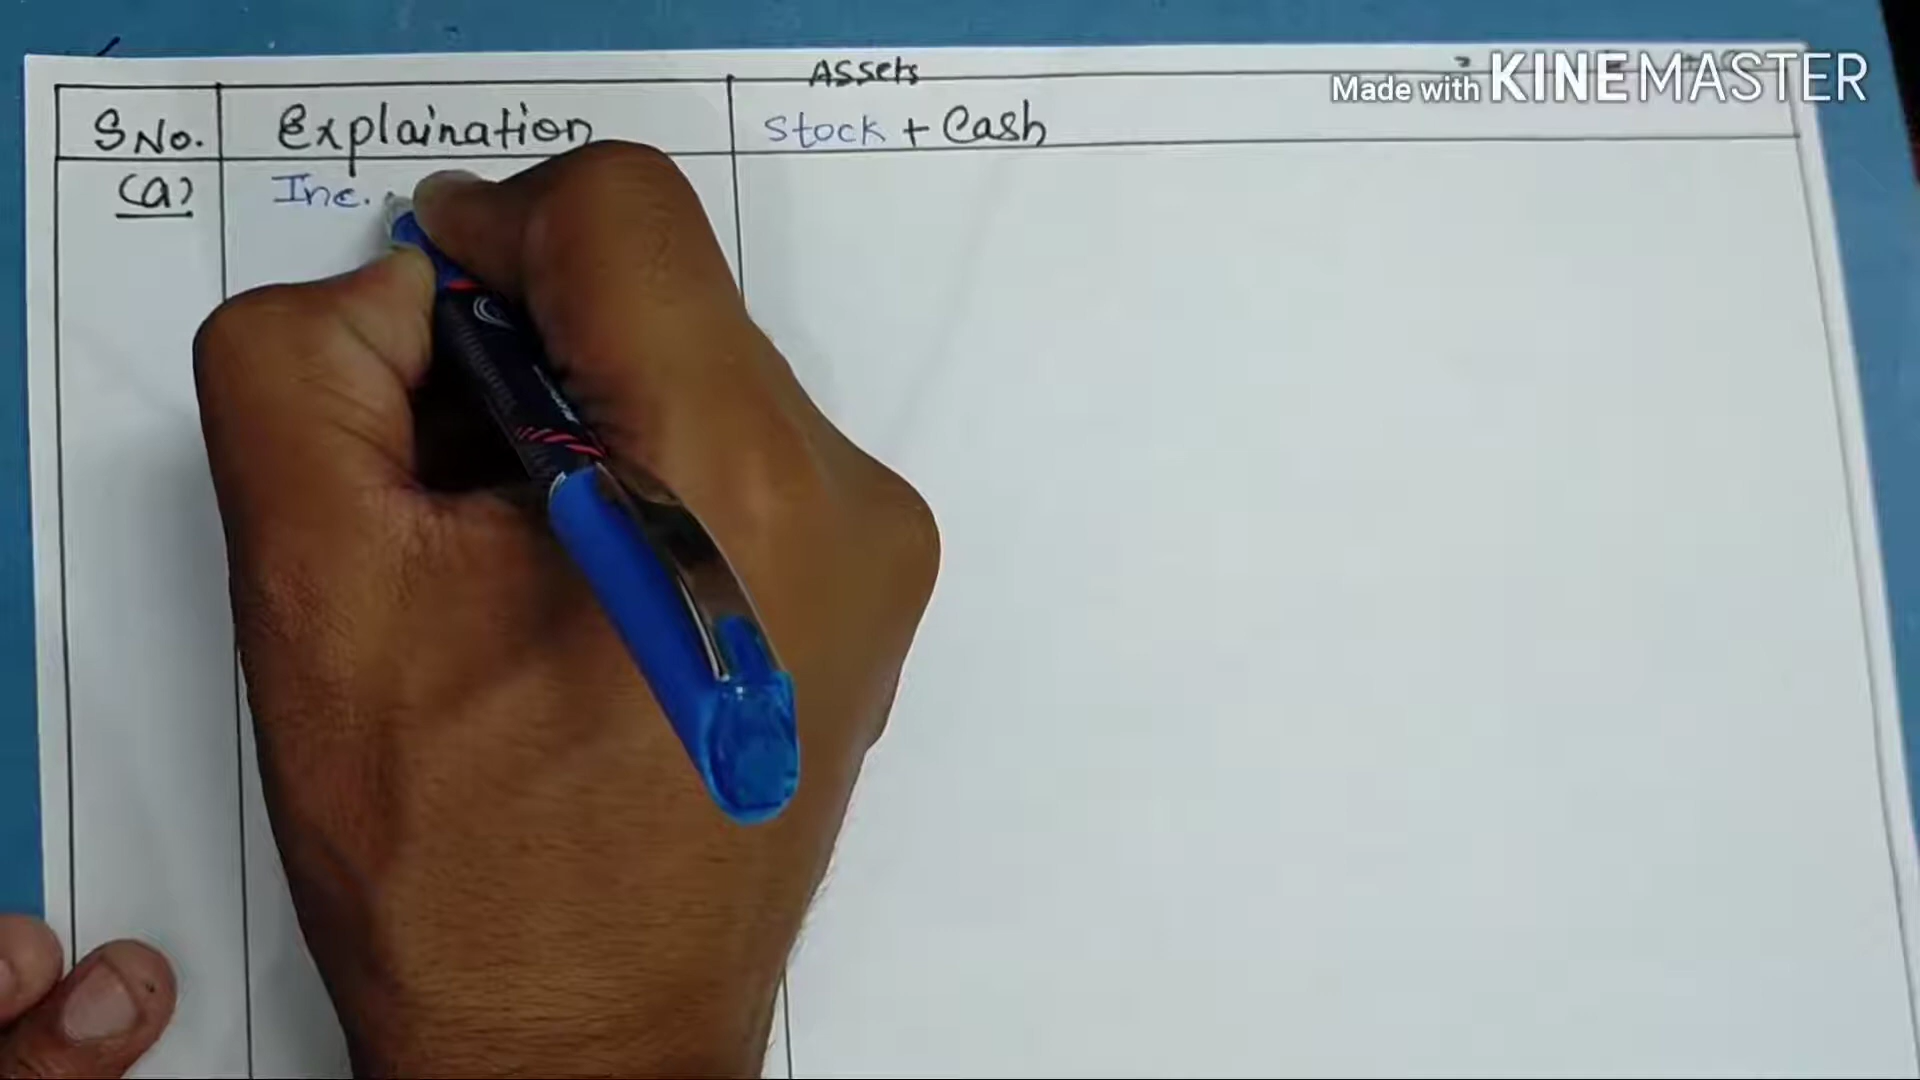 Made with KINEMASTER
Assets
S No. Explaination Stock + Cash
(a) Inc.